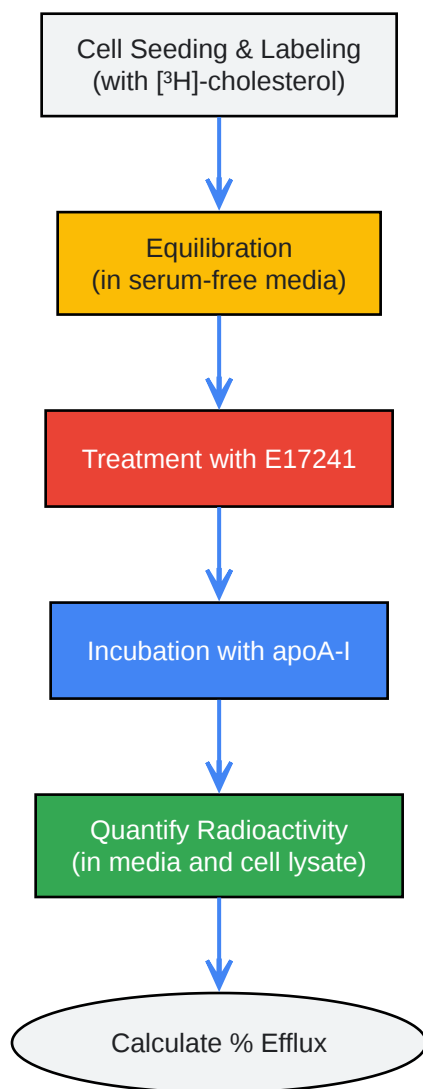 Cell Seeding & Labeling
(with [³H]-cholesterol)
Equilibration
(in serum-free media)
Treatment with E17241
Incubation with apoA-I
Quantify Radioactivity
(in media and cell lysate)
Calculate % Efflux